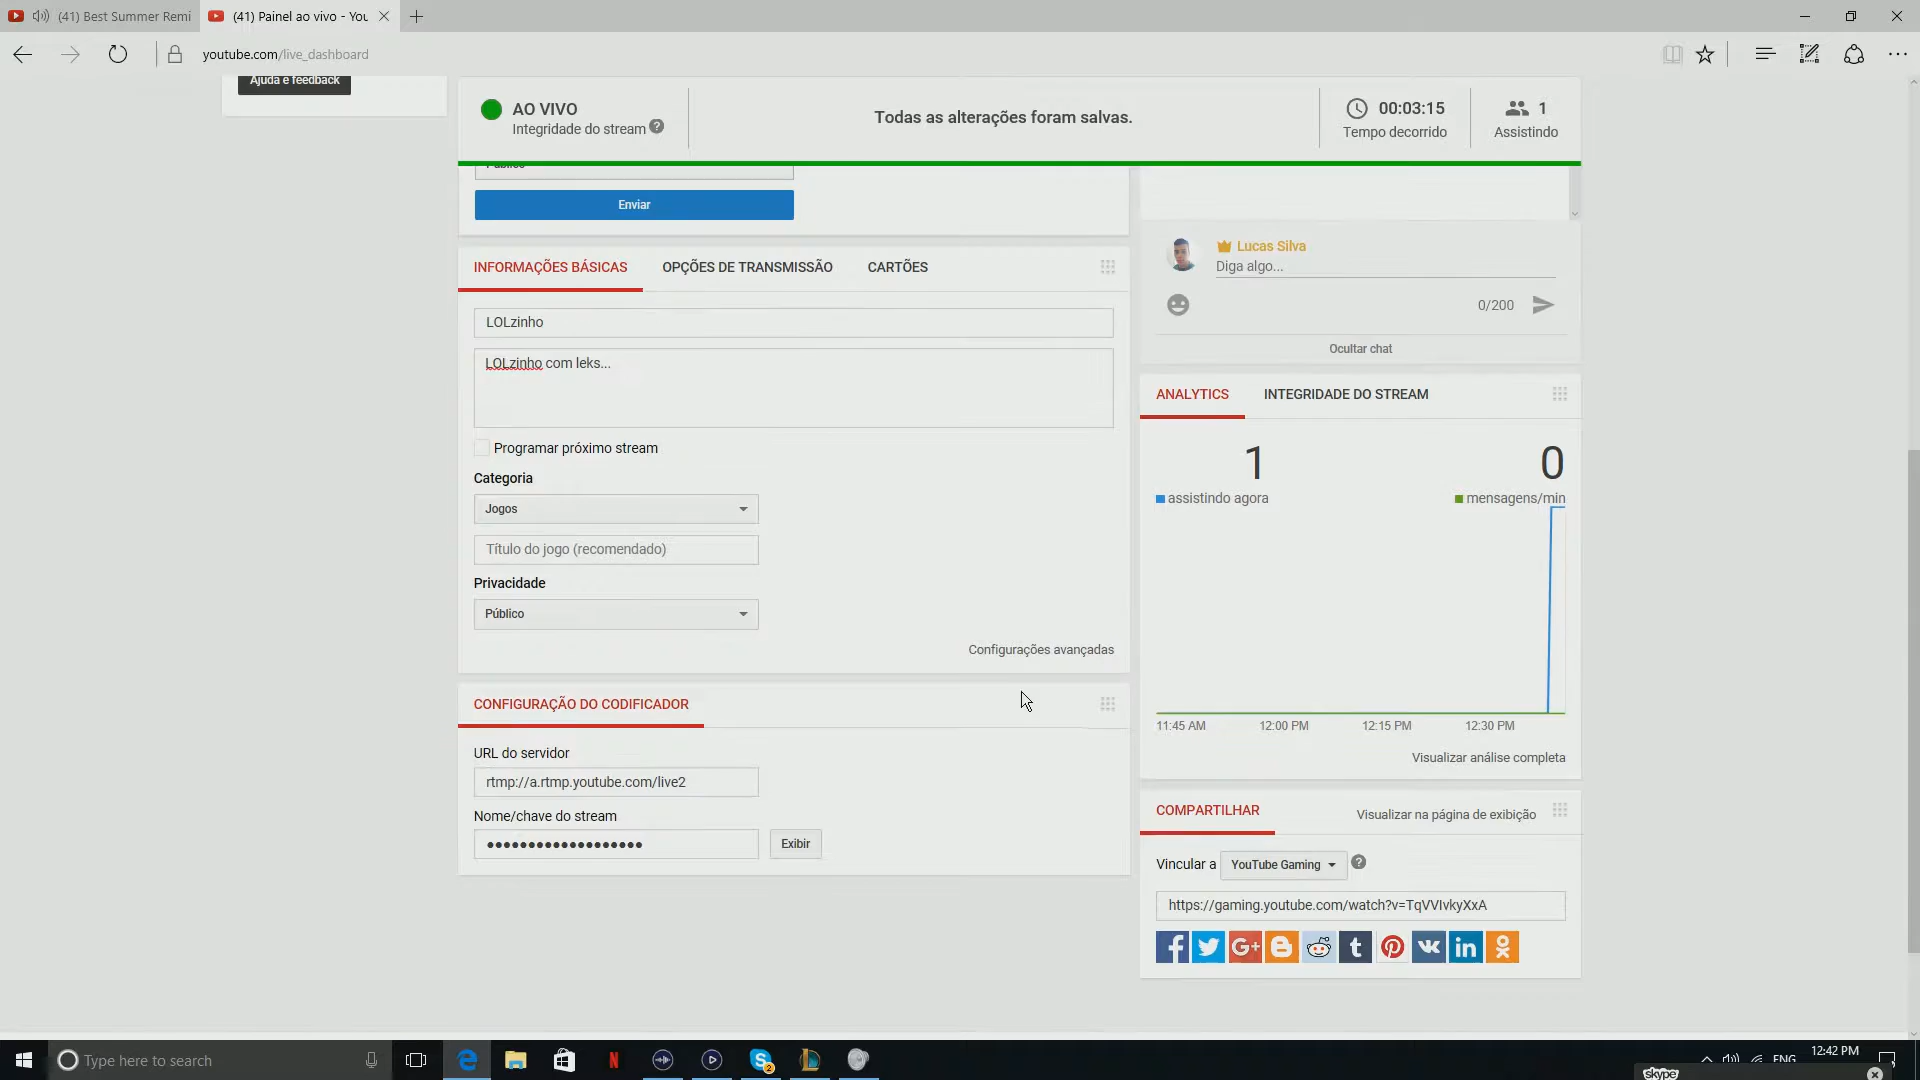 (41) Best Summer Remi
(41) Painel ao vivo - You
youtube.com/live_dashboard
Ajuda e feedback
AO VIVO
Integridade do stream
Todas as alterações foram salvas.
00:03:15
Tempo decorrido
1
Assistindo
Público
Enviar
INFORMAÇÕES BÁSICAS
OPÇÕES DE TRANSMISSÃO
CARTÕES
LOLzinho
LOLzinho com leks...
Programar próximo stream
Categoria
Jogos
Título do jogo (recomendado)
Privacidade
Público
Configurações avançadas
CONFIGURAÇÃO DO CODIFICADOR
URL do servidor
rtmp://a.rtmp.youtube.com/live2
Nome/chave do stream
Exibir
Lucas Silva
Diga algo...
0/200
Ocultar chat
ANALYTICS
INTEGRIDADE DO STREAM
1
assistindo agora
0
mensagens/min
11:45 AM
12:00 PM
12:15 PM
12:30 PM
Visualizar análise completa
COMPARTILHAR
Visualizar na página de exibição
Vincular a
YouTube Gaming
https://gaming.youtube.com/watch?v=TqVVIvkyXxA
Type here to search
ENG
12:42 PM
skype